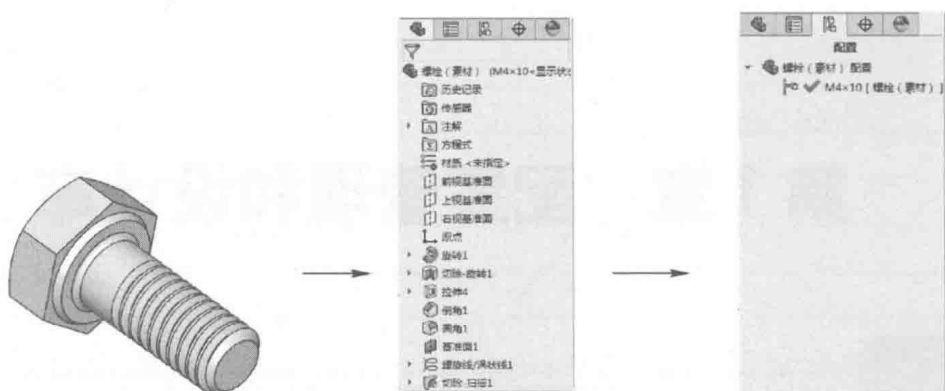 螺栓（素材） (M4×10<显示状
历史记录
传感器
注解
方程式
材质 <未指定>
前视基准面
上视基准面
右视基准面
原点
旋转1
切除-旋转1
拉伸4
倒角1
圆角1
基准面1
螺旋线/涡状线1
切除-扫描1
配置
螺栓（素材） 配置
M4×10 [ 螺栓（素材） ]